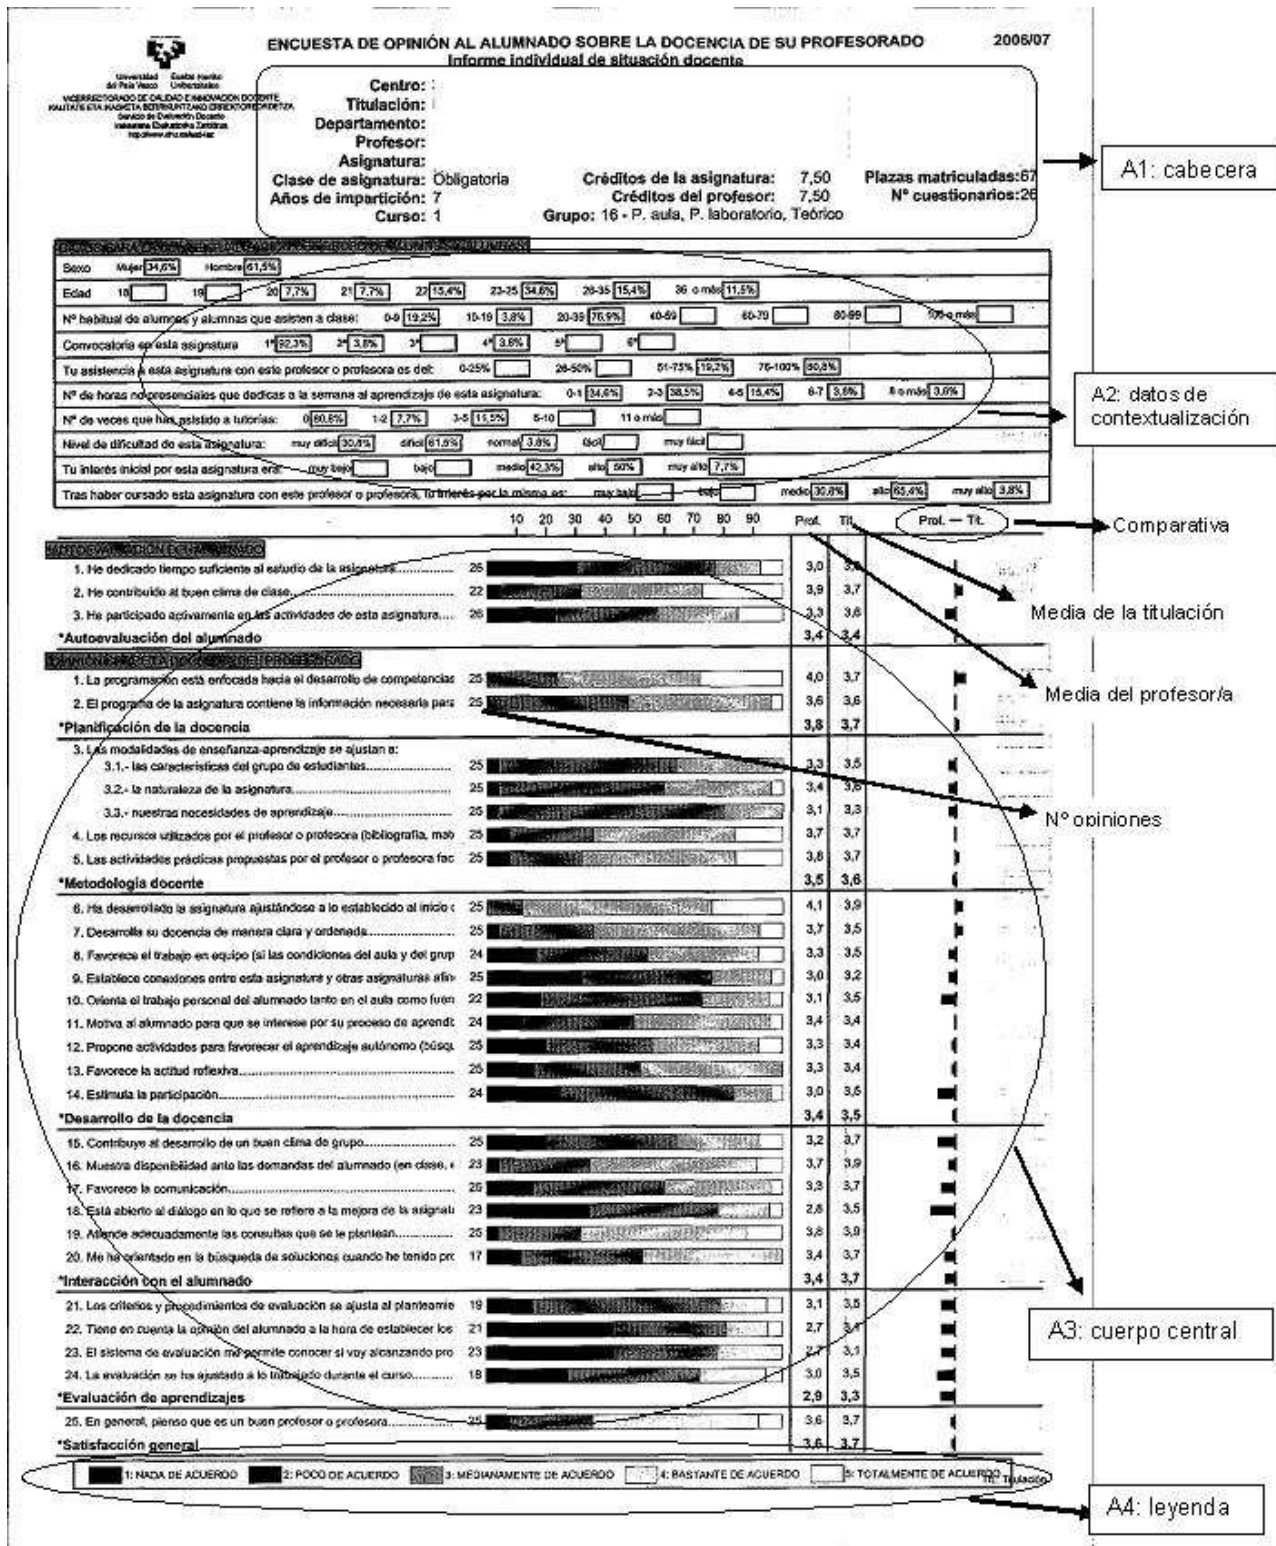 ENCUESTA DE OPINIÓN AL ALUMNADO SOBRE LA DOCENCIA DE SU PROFESORADO 2006/07
Informe individual de situación docente
Universidad Euskal Herriko
del País Vasco Unibertsitatea
VICERRECTORADO DE CALIDAD E INNOVACIÓN DOCENTE
Servicio de Evaluación Docente
Centro:
Titulación:
Departamento:
Profesor:
Asignatura:
Clase de asignatura: Obligatoria Créditos de la asignatura: 7,50 Plazas matriculadas:67
Años de impartición: 7 Créditos del profesor: 7,50 Nº cuestionarios:26
Curso: 1 Grupo: 16 - P. aula, P. laboratorio, Teórico
A1: cabecera
Sexo Mujer 34,6% Hombre 61,5%
Edad 18 19 20 7,7% 21 7,7% 22 15,4% 23-25 34,6% 26-35 15,4% 36 o más 11,5%
Nº habitual de alumnos y alumnas que asisten a clase: 0-9 19,2% 10-19 3,8% 20-39 76,9% 40-59 60-79 80-99 100 o más
Convocatoria en esta asignatura 1ª 92,3% 2ª 3,8% 3ª 4ª 3,8% 5ª 6ª
Tu asistencia a esta asignatura con este profesor o profesora es del: 0-25% 26-50% 51-75% 19,2% 76-100% 80,8%
Nº de horas no presenciales que dedicas a la semana al aprendizaje de esta asignatura: 0-1 34,6% 2-3 38,5% 4-5 15,4% 6-7 3,8% 8 o más 3,8%
Nº de veces que has asistido a tutorías: 0 80,8% 1-2 7,7% 3-5 11,5% 5-10 11 o más
Nivel de dificultad de esta asignatura: muy difícil 30,8% difícil 61,5% normal 3,8% fácil muy fácil
Tu interés inicial por esta asignatura era: muy bajo bajo medio 42,3% alto 50% muy alto 7,7%
Tras haber cursado esta asignatura con este profesor o profesora, tu interés por la misma es: muy bajo bajo medio 30,8% alto 65,4% muy alto 3,8%
A2: datos de
contextualización
10 20 30 40 50 60 70 80 90 Prof. Tit. Prof. — Tit.
Comparativa
AUTOEVALUACIÓN DEL ALUMNADO
1. He dedicado tiempo suficiente al estudio de la asignatura 26 3,0
2. He contribuido al buen clima de clase 22 3,9 3,7
3. He participado activamente en las actividades de esta asignatura 26 3,3 3,6
*Autoevaluación del alumnado 3,4 3,4
Media de la titulación
OPINIÓN SOBRE LA DOCENCIA DEL PROFESORADO
1. La programación está enfocada hacia el desarrollo de competencias 25 4,0 3,7
2. El programa de la asignatura contiene la información necesaria para 25 3,6 3,6
*Planificación de la docencia 3,8 3,7
Media del profesor/a
3. Las modalidades de enseñanza-aprendizaje se ajustan a:
3.1.- las características del grupo de estudiantes 25 3,3 3,5
3.2.- la naturaleza de la asignatura 25 3,4 3,6
3.3.- nuestras necesidades de aprendizaje 25 3,1 3,3
4. Los recursos utilizados por el profesor o profesora (bibliografía, mat 25 3,7 3,7
5. Las actividades prácticas propuestas por el profesor o profesora fac 25 3,8 3,7
*Metodología docente 3,5 3,6
Nº opiniones
6. Ha desarrollado la asignatura ajustándose a lo establecido al inicio c 25 4,1 3,9
7. Desarrolla su docencia de manera clara y ordenada 25 3,7 3,5
8. Favorece el trabajo en equipo (si las condiciones del aula y del grup 24 3,3 3,5
9. Establece conexiones entre esta asignatura y otras asignaturas afin 25 3,0 3,2
10. Orienta el trabajo personal del alumnado tanto en el aula como fuer 22 3,1 3,5
11. Motiva al alumnado para que se interese por su proceso de aprendi 24 3,4 3,4
12. Propone actividades para favorecer el aprendizaje autónomo (búsq 25 3,3 3,4
13. Favorece la actitud reflexiva 25 3,3 3,4
14. Estimula la participación 24 3,0 3,5
*Desarrollo de la docencia 3,4 3,5
15. Contribuye al desarrollo de un buen clima de grupo 25 3,2 3,7
16. Muestra disponibilidad ante las demandas del alumnado (en clase, 23 3,7 3,9
17. Favorece la comunicación 25 3,3 3,7
18. Está abierto al diálogo en lo que se refiere a la mejora de la asignat 23 2,8 3,5
19. Atiende adecuadamente las consultas que se le plantean 25 3,8 3,9
20. Me ha orientado en la búsqueda de soluciones cuando he tenido pro 17 3,4 3,7
*Interacción con el alumnado 3,4 3,7
21. Los criterios y procedimientos de evaluación se ajusta al planteamie 19 3,1 3,5
22. Tiene en cuenta la opinión del alumnado a la hora de establecer los 21 2,7
23. El sistema de evaluación me permite conocer si voy alcanzando pro 23 2,7 3,1
24. La evaluación se ha ajustado a lo trabajado durante el curso 18 3,0 3,5
*Evaluación de aprendizajes 2,9 3,3
A3: cuerpo central
25. En general, pienso que es un buen profesor o profesora 25 3,6 3,7
*Satisfacción general 3,6 3,7
1: NADA DE ACUERDO 2: POCO DE ACUERDO 3: MEDIANAMENTE DE ACUERDO 4: BASTANTE DE ACUERDO 5: TOTALMENTE DE ACUERDO Tit.: Titulación
A4: leyenda